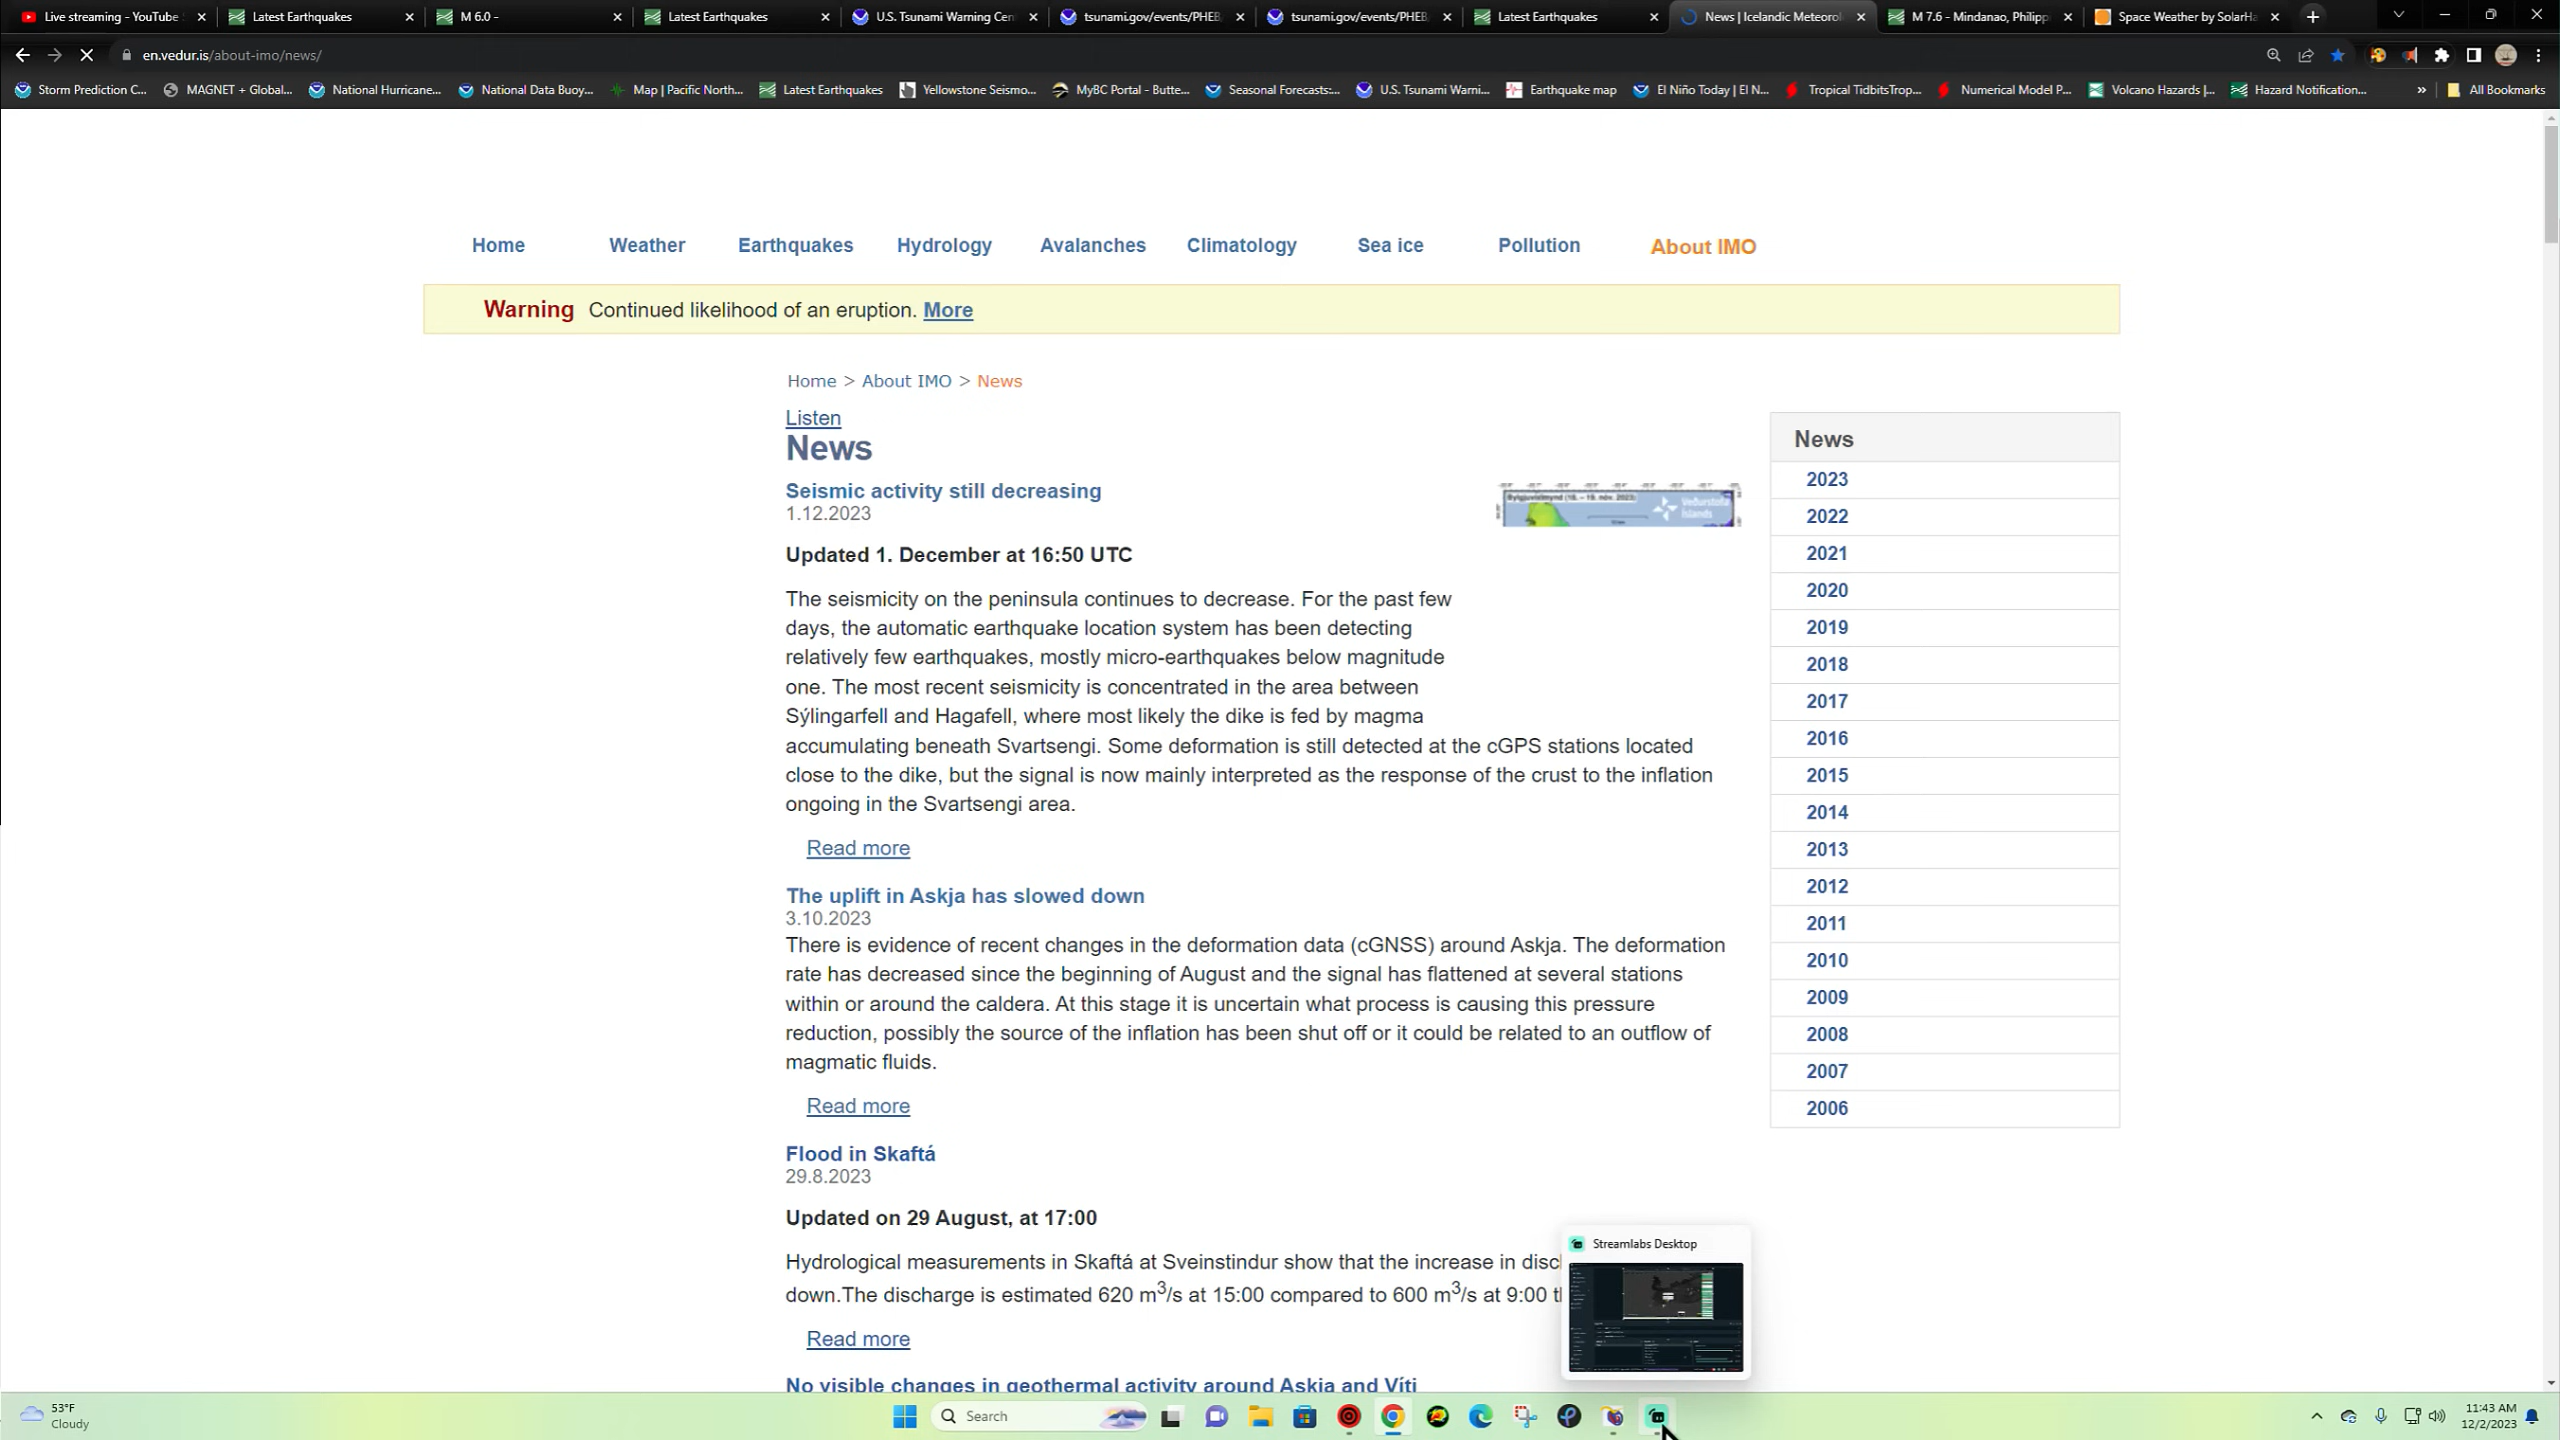 Live streaming - YouTube
Latest Earthquakes
M 6.0 -
Latest Earthquakes
U.S. Tsunami Warning Cen
tsunami.gov/events/PHEB
tsunami.gov/events/PHEB
Latest Earthquakes
News | Icelandic Meteorol
M 7.6 - Mindanao, Philipp
Space Weather by SolarHa
en.vedur.is/about-imo/news/
Storm Prediction C...
MAGNET + Global...
National Hurricane...
National Data Buoy...
Map | Pacific North...
Latest Earthquakes
Yellowstone Seismo...
MyBC Portal - Butte...
Seasonal Forecasts:...
U.S. Tsunami Warni...
Earthquake map
El Niño Today | El N...
Tropical TidbitsTrop...
Numerical Model P...
Volcano Hazards |...
Hazard Notification...
»
All Bookmarks
Home Weather Earthquakes Hydrology Avalanches Climatology Sea ice Pollution About IMO
Warning Continued likelihood of an eruption. More
Home > About IMO > News
Listen
News
Seismic activity still decreasing
1.12.2023
Updated 1. December at 16:50 UTC
The seismicity on the peninsula continues to decrease. For the past few
days, the automatic earthquake location system has been detecting
relatively few earthquakes, mostly micro-earthquakes below magnitude
one. The most recent seismicity is concentrated in the area between
Sýlingarfell and Hagafell, where most likely the dike is fed by magma
accumulating beneath Svartsengi. Some deformation is still detected at the cGPS stations located
close to the dike, but the signal is now mainly interpreted as the response of the crust to the inflation
ongoing in the Svartsengi area.
Read more
The uplift in Askja has slowed down
3.10.2023
There is evidence of recent changes in the deformation data (cGNSS) around Askja. The deformation
rate has decreased since the beginning of August and the signal has flattened at several stations
within or around the caldera. At this stage it is uncertain what process is causing this pressure
reduction, possibly the source of the inflation has been shut off or it could be related to an outflow of
magmatic fluids.
Read more
Flood in Skaftá
29.8.2023
Updated on 29 August, at 17:00
Hydrological measurements in Skaftá at Sveinstindur show that the increase in disc
down.The discharge is estimated 620 m³/s at 15:00 compared to 600 m³/s at 9:00 t
Read more
No visible changes in geothermal activity around Askja and Víti
Bylgjuvíxlmynd (18. – 19. nóv. 2023)
Veðurstofa
Íslands
News
2023
2022
2021
2020
2019
2018
2017
2016
2015
2014
2013
2012
2011
2010
2009
2008
2007
2006
Streamlabs Desktop
53°F
Cloudy
Search
11:43 AM
12/2/2023